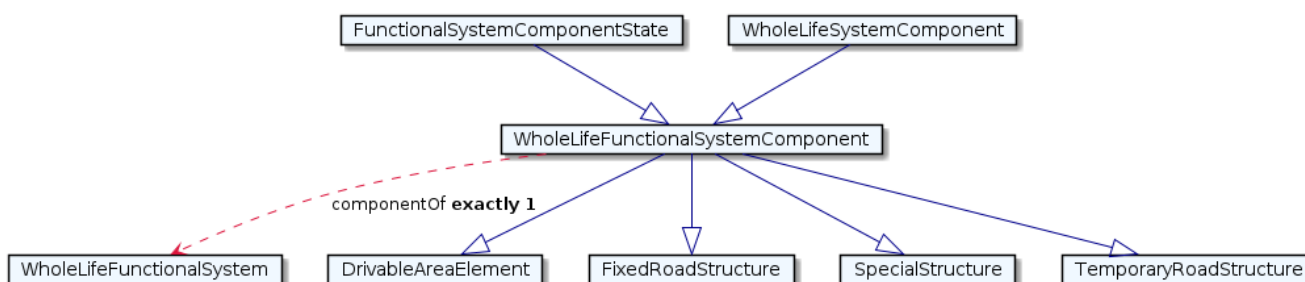 FunctionalSystemComponentState
WholeLifeSystemComponent
WholeLifeFunctionalSystemComponent
componentOf exactly 1
WholeLifeFunctionalSystem
DrivableAreaElement
FixedRoadStructure
SpecialStructure
TemporaryRoadStructure